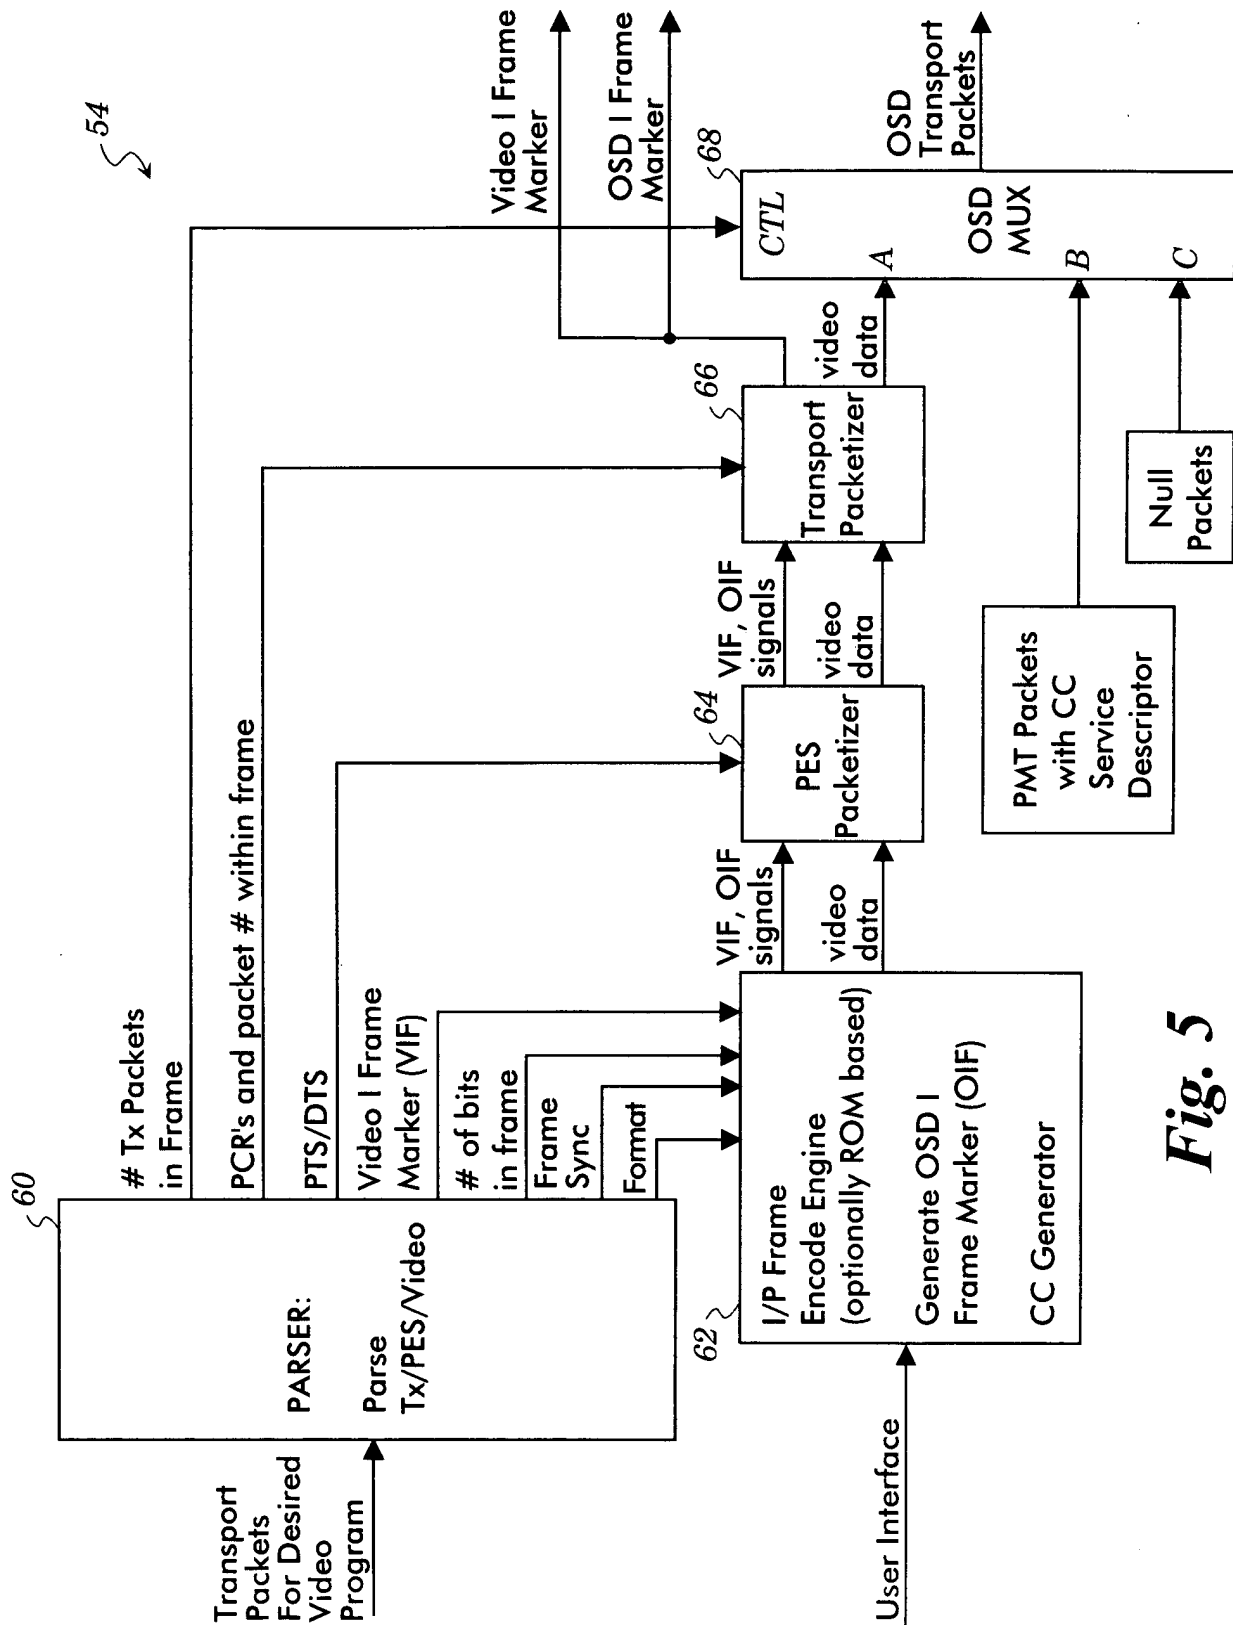 54
60
Transport
Packets
For Desired
Video
Program
PARSER:
Parse
Tx/PES/Video
# Tx Packets
in Frame
PCR's and packet # within frame
PTS/DTS
Video I Frame
Marker (VIF)
# of bits
in frame
Frame
Sync
Format
User Interface
62
I/P Frame
Encode Engine
(optionally ROM based)
Generate OSD I
Frame Marker (OIF)
CC Generator
VIF, OIF
signals
video
data
64
PES
Packetizer
VIF, OIF
signals
video
data
66
Transport
Packetizer
video
data
Video I Frame
Marker
OSD I Frame
Marker
PMT Packets
with CC
Service
Descriptor
Null
Packets
68
CTL
A
OSD
MUX
B
C
OSD
Transport
Packets
Fig. 5